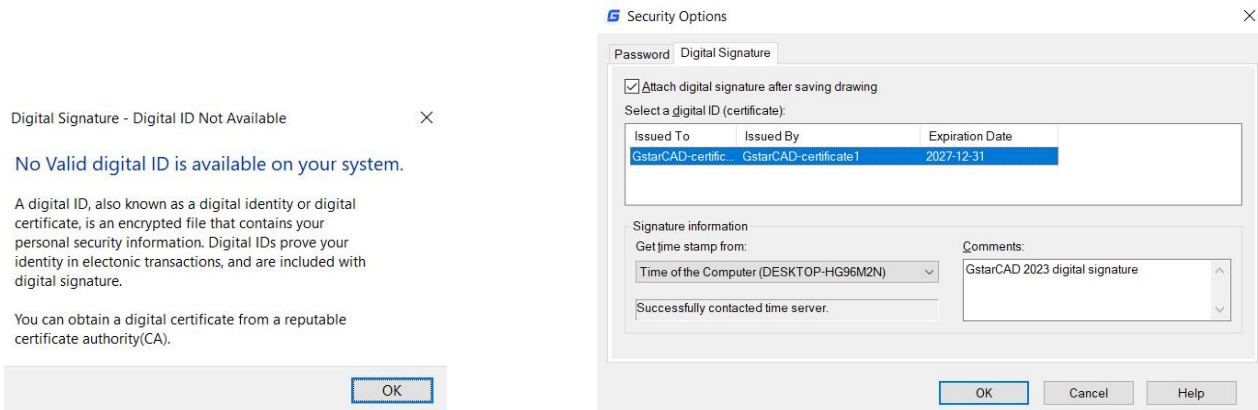 Digital Signature - Digital ID Not Available
No Valid digital ID is available on your system.
A digital ID, also known as a digital identity or digital
certificate, is an encrypted file that contains your
personal security information. Digital IDs prove your
identity in electonic transactions, and are included with
digital signature.
You can obtain a digital certificate from a reputable
certificate authority(CA).
OK
Security Options
Password Digital Signature
Attach digital signature after saving drawing
Select a digital ID (certificate):
Issued To Issued By Expiration Date
GstarCAD-certific... GstarCAD-certificate1 2027-12-31
Signature information
Get time stamp from:
Time of the Computer (DESKTOP-HG96M2N)
Successfully contacted time server.
Comments:
GstarCAD 2023 digital signature
OK Cancel Help